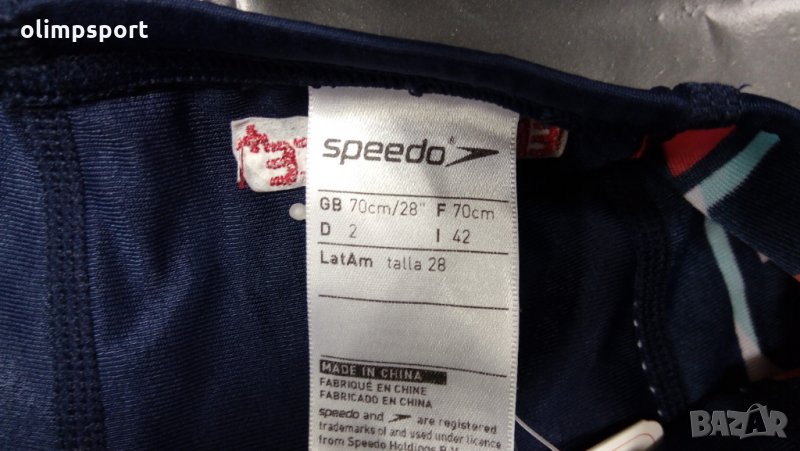 olimpsport
speedo
GB 70cm/28" F 70cm
D 2 I 42
LatAm talla 28
MADE IN CHINA
FABRIQUÉ EN CHINE
FABRICADO EN CHINA
speedo and are registered
trademarks of and used under licence
from Speedo Holdings B.V.
BAZAR